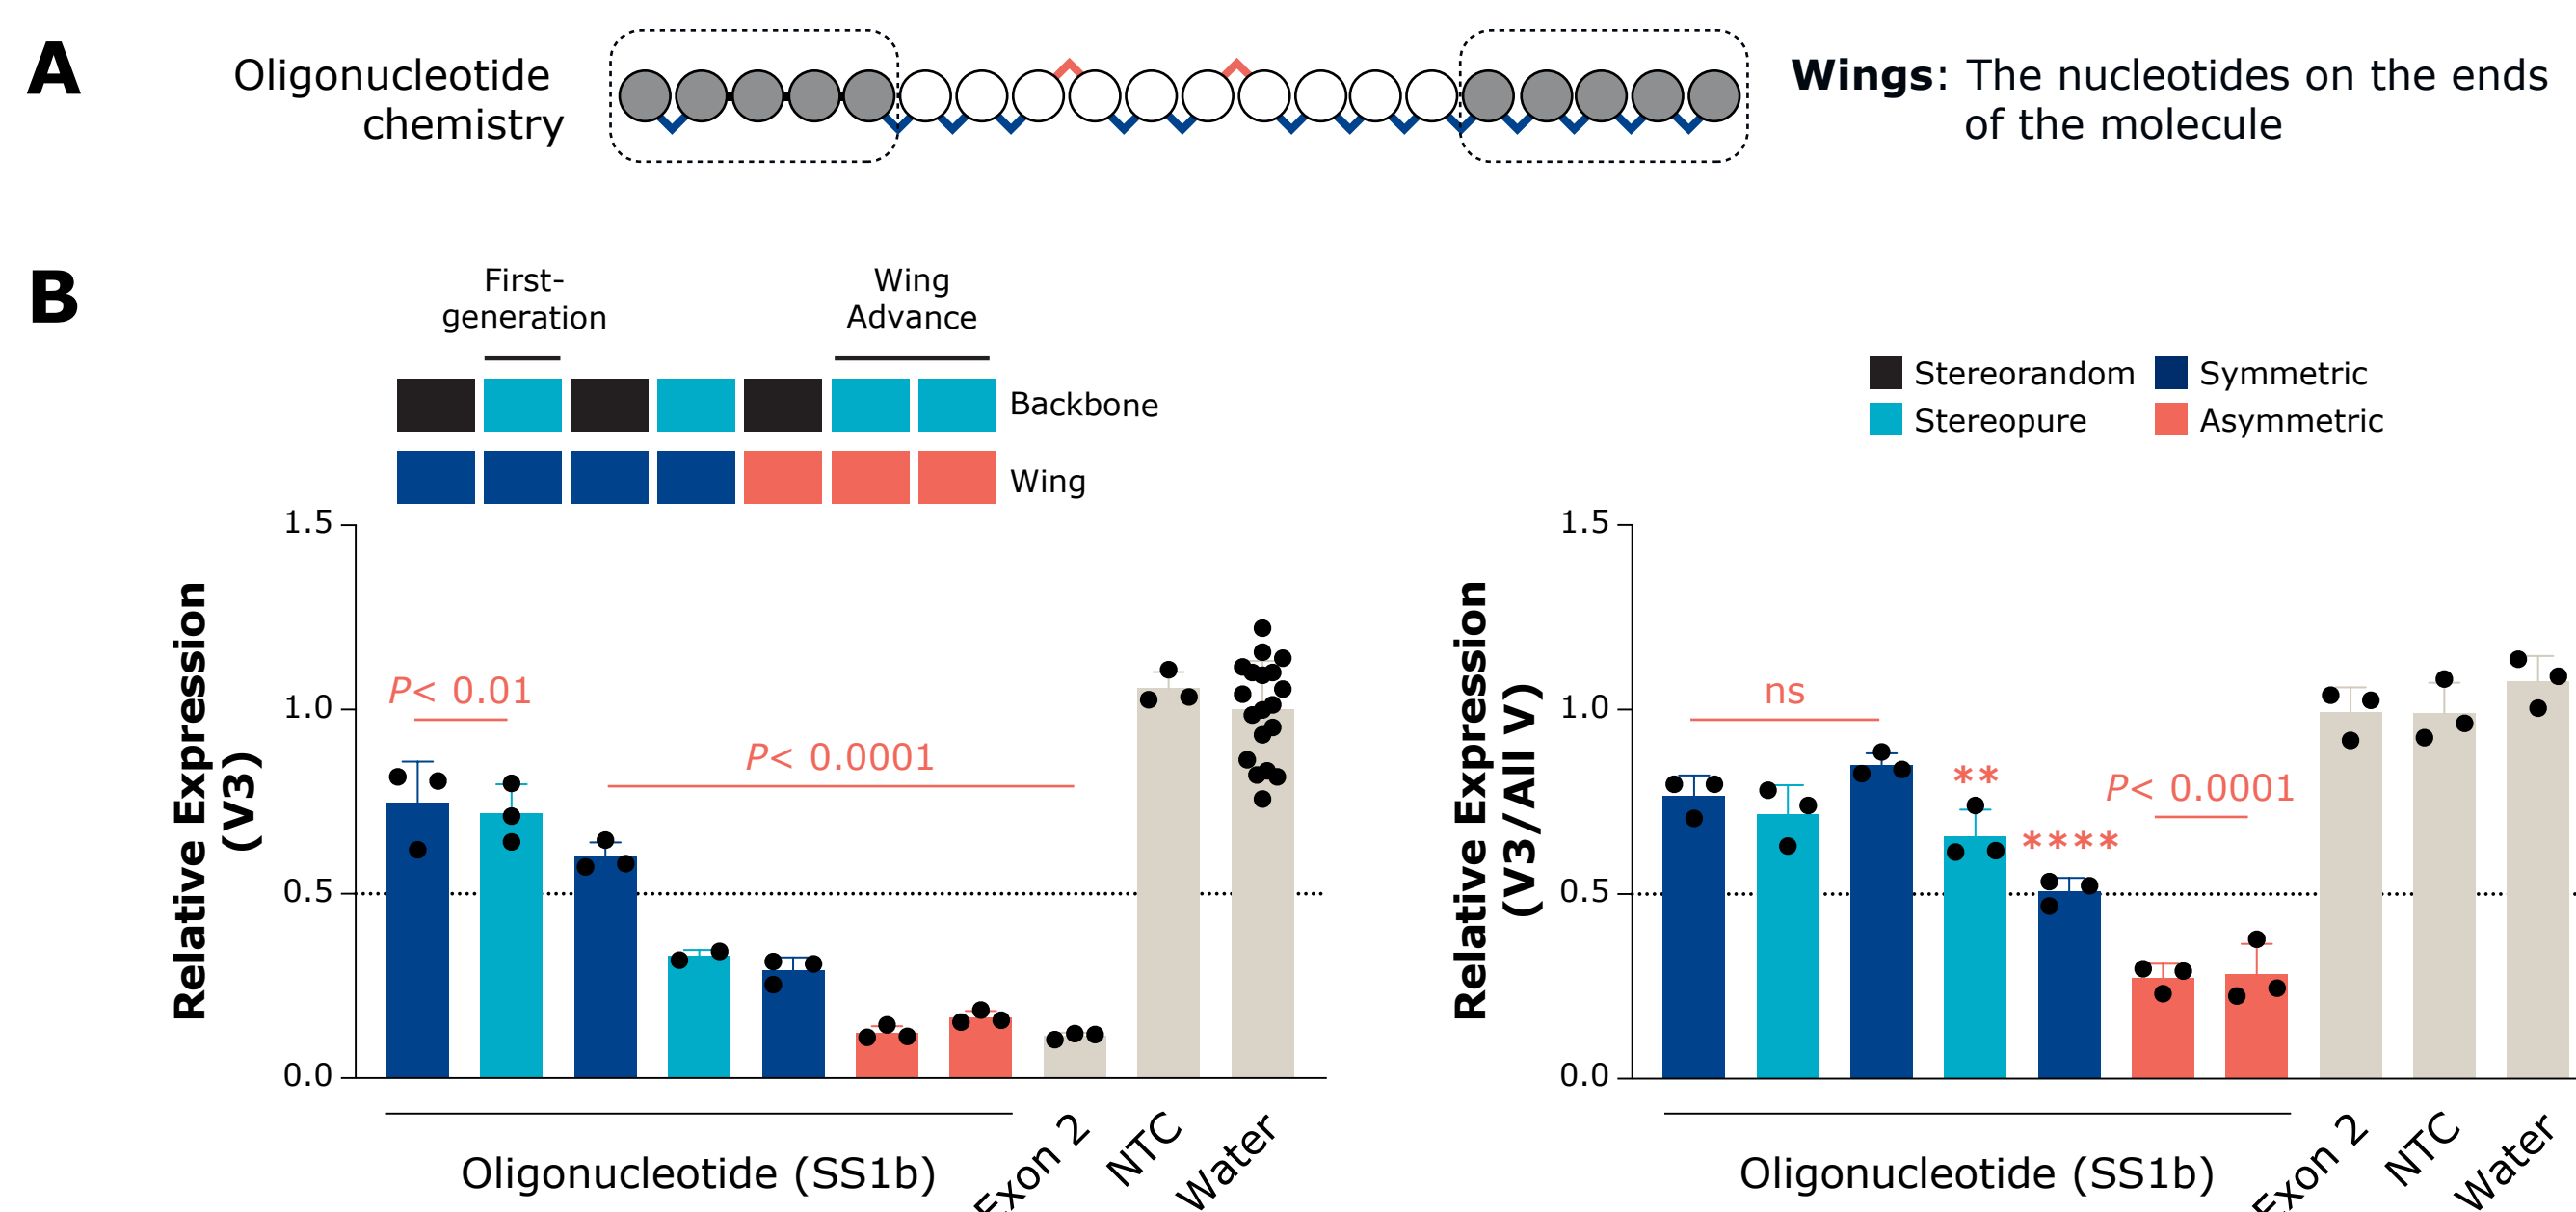 A
Oligonucleotide
chemistry
Wings: The nucleotides on the ends
of the molecule
B
First-
generation
Wing
Advance
Backbone
Wing
Stereorandom
Symmetric
Stereopure
Asymmetric
Relative Expression
(V3)
1.5
1.0
0.5
0.0
P< 0.01
P< 0.0001
Oligonucleotide (SS1b)
Exon 2
NTC
Water
Relative Expression
(V3/All V)
1.5
1.0
0.5
0.0
ns
**
****
P< 0.0001
Oligonucleotide (SS1b)
Exon 2
NTC
Water